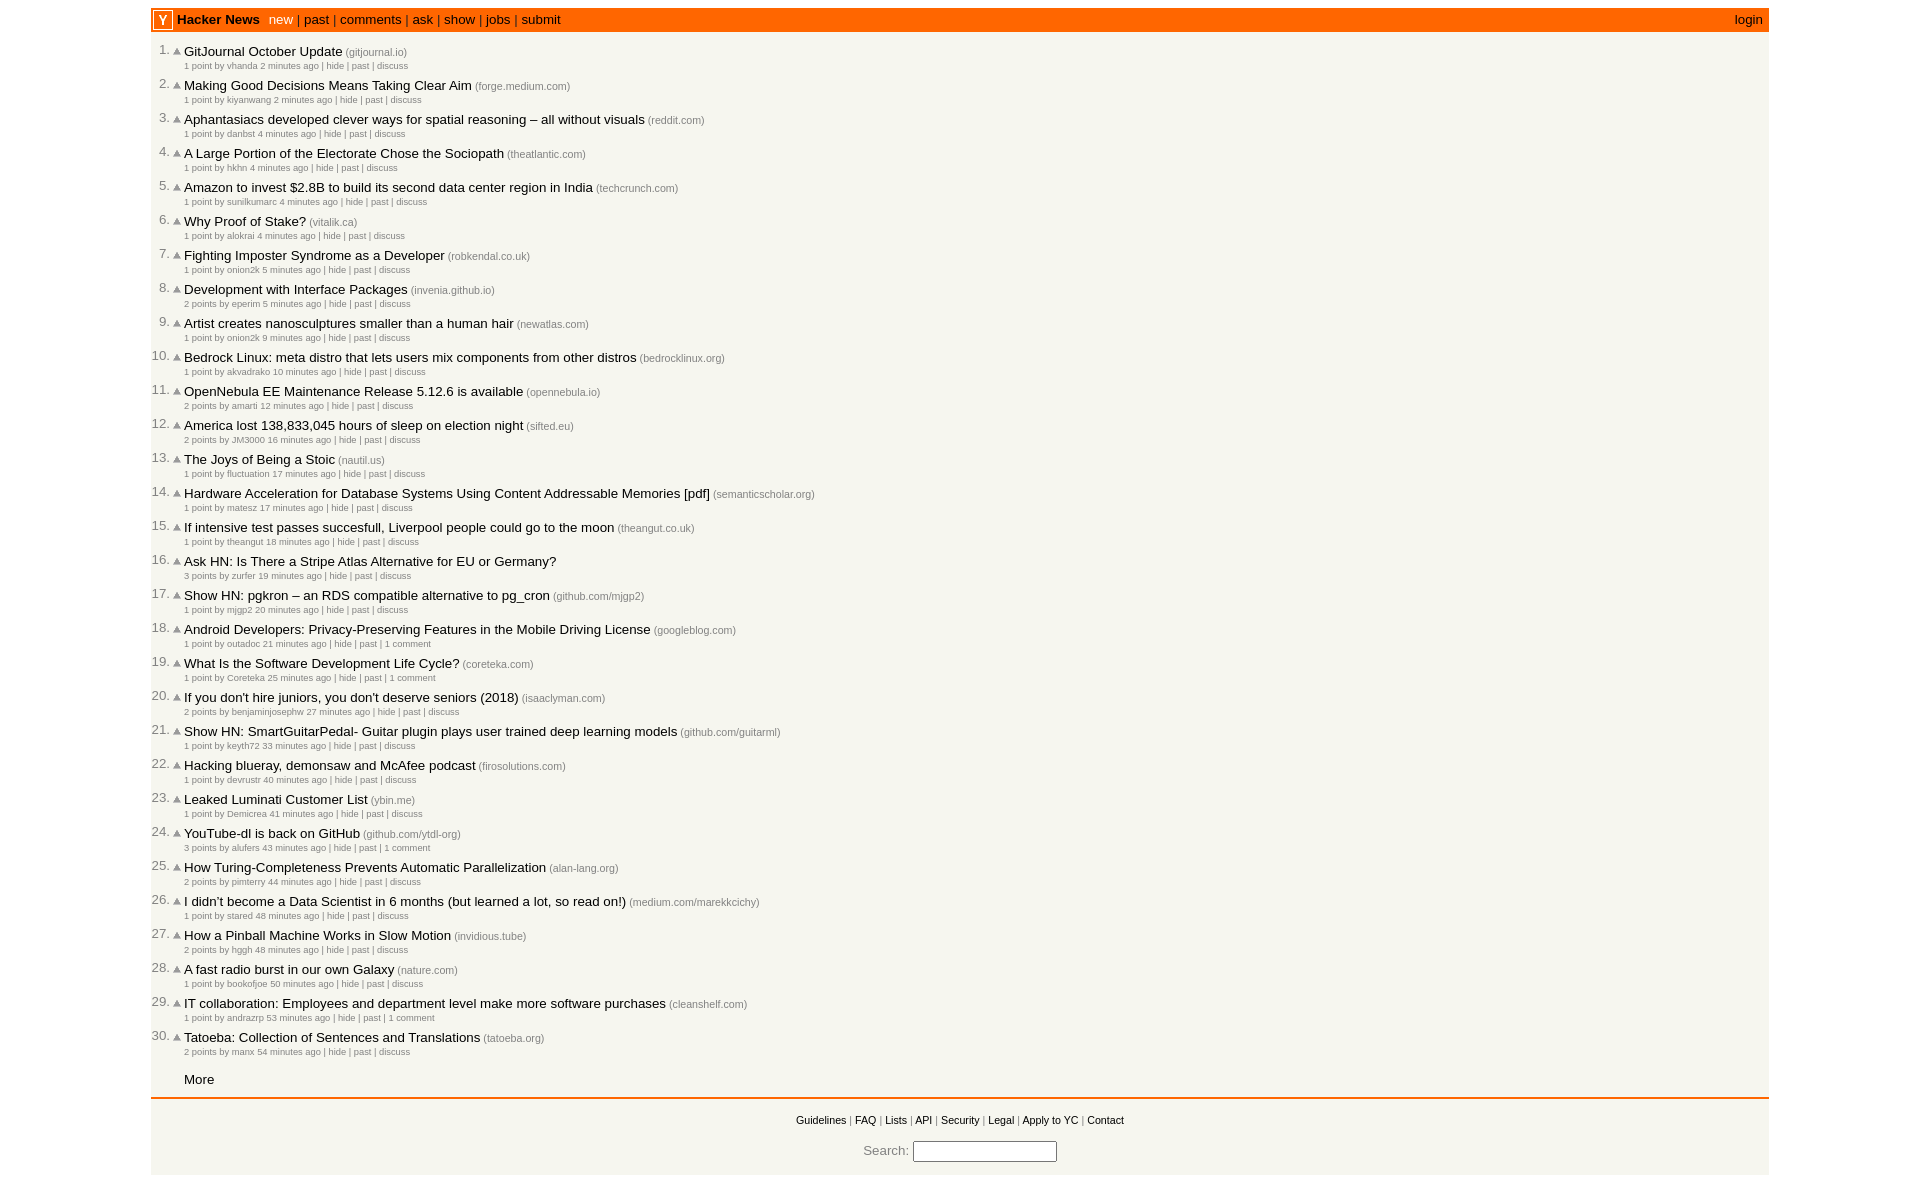 Y Hacker News new | past | comments | ask | show | jobs | submit login
1. GitJournal October Update (gitjournal.io)
1 point by vhanda 2 minutes ago | hide | past | discuss
2. Making Good Decisions Means Taking Clear Aim (forge.medium.com)
1 point by kiyanwang 2 minutes ago | hide | past | discuss
3. Aphantasiacs developed clever ways for spatial reasoning – all without visuals (reddit.com)
1 point by danbst 4 minutes ago | hide | past | discuss
4. A Large Portion of the Electorate Chose the Sociopath (theatlantic.com)
1 point by hkhn 4 minutes ago | hide | past | discuss
5. Amazon to invest $2.8B to build its second data center region in India (techcrunch.com)
1 point by sunilkumarc 4 minutes ago | hide | past | discuss
6. Why Proof of Stake? (vitalik.ca)
1 point by alokrai 4 minutes ago | hide | past | discuss
7. Fighting Imposter Syndrome as a Developer (robkendal.co.uk)
1 point by onion2k 5 minutes ago | hide | past | discuss
8. Development with Interface Packages (invenia.github.io)
2 points by eperim 5 minutes ago | hide | past | discuss
9. Artist creates nanosculptures smaller than a human hair (newatlas.com)
1 point by onion2k 9 minutes ago | hide | past | discuss
10. Bedrock Linux: meta distro that lets users mix components from other distros (bedrocklinux.org)
1 point by akvadrako 10 minutes ago | hide | past | discuss
11. OpenNebula EE Maintenance Release 5.12.6 is available (opennebula.io)
2 points by amarti 12 minutes ago | hide | past | discuss
12. America lost 138,833,045 hours of sleep on election night (sifted.eu)
2 points by JM3000 16 minutes ago | hide | past | discuss
13. The Joys of Being a Stoic (nautil.us)
1 point by fluctuation 17 minutes ago | hide | past | discuss
14. Hardware Acceleration for Database Systems Using Content Addressable Memories [pdf] (semanticscholar.org)
1 point by matesz 17 minutes ago | hide | past | discuss
15. If intensive test passes succesfull, Liverpool people could go to the moon (theangut.co.uk)
1 point by theangut 18 minutes ago | hide | past | discuss
16. Ask HN: Is There a Stripe Atlas Alternative for EU or Germany?
3 points by zurfer 19 minutes ago | hide | past | discuss
17. Show HN: pgkron – an RDS compatible alternative to pg_cron (github.com/mjgp2)
1 point by mjgp2 20 minutes ago | hide | past | discuss
18. Android Developers: Privacy-Preserving Features in the Mobile Driving License (googleblog.com)
1 point by outadoc 21 minutes ago | hide | past | 1 comment
19. What Is the Software Development Life Cycle? (coreteka.com)
1 point by Coreteka 25 minutes ago | hide | past | 1 comment
20. If you don't hire juniors, you don't deserve seniors (2018) (isaaclyman.com)
2 points by benjaminjosephw 27 minutes ago | hide | past | discuss
21. Show HN: SmartGuitarPedal- Guitar plugin plays user trained deep learning models (github.com/guitarml)
1 point by keyth72 33 minutes ago | hide | past | discuss
22. Hacking blueray, demonsaw and McAfee podcast (firosolutions.com)
1 point by devrustr 40 minutes ago | hide | past | discuss
23. Leaked Luminati Customer List (ybin.me)
1 point by Demicrea 41 minutes ago | hide | past | discuss
24. YouTube-dl is back on GitHub (github.com/ytdl-org)
3 points by alufers 43 minutes ago | hide | past | 1 comment
25. How Turing-Completeness Prevents Automatic Parallelization (alan-lang.org)
2 points by pimterry 44 minutes ago | hide | past | discuss
26. I didn’t become a Data Scientist in 6 months (but learned a lot, so read on!) (medium.com/marekkcichy)
1 point by stared 48 minutes ago | hide | past | discuss
27. How a Pinball Machine Works in Slow Motion (invidious.tube)
2 points by hggh 48 minutes ago | hide | past | discuss
28. A fast radio burst in our own Galaxy (nature.com)
1 point by bookofjoe 50 minutes ago | hide | past | discuss
29. IT collaboration: Employees and department level make more software purchases (cleanshelf.com)
1 point by andrazrp 53 minutes ago | hide | past | 1 comment
30. Tatoeba: Collection of Sentences and Translations (tatoeba.org)
2 points by manx 54 minutes ago | hide | past | discuss
More
Guidelines | FAQ | Lists | API | Security | Legal | Apply to YC | Contact
Search: